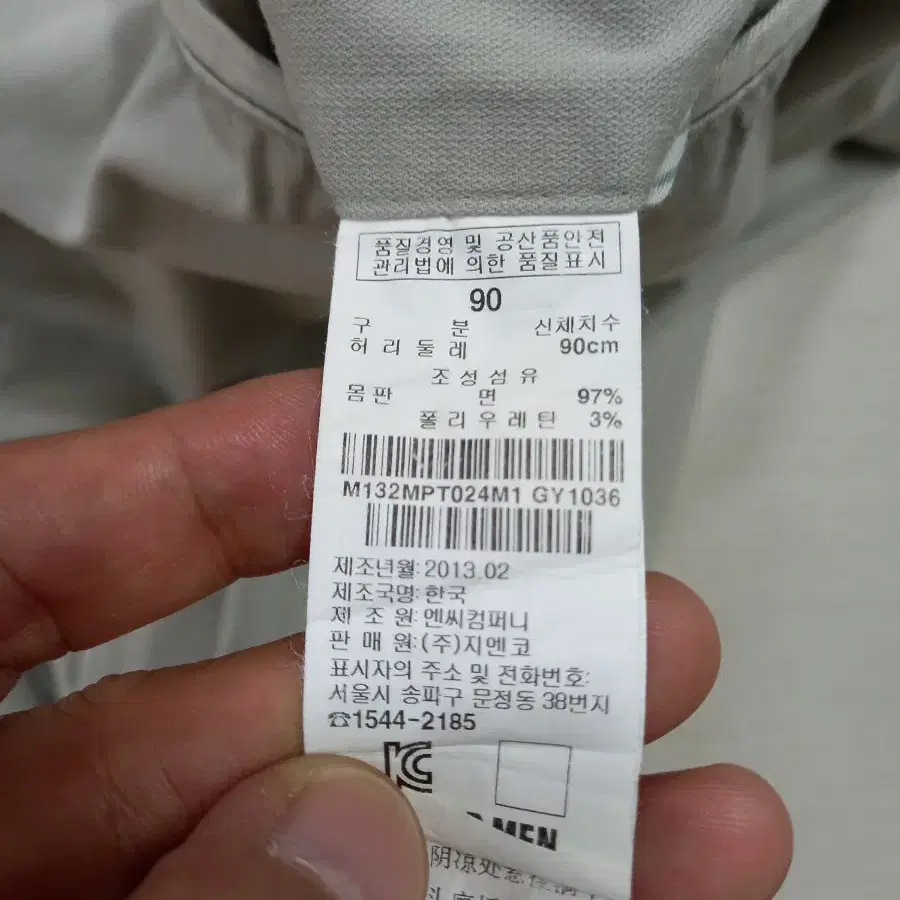 품질경영 및 공산품안전
관리법에 의한 품질표시
90
구 분 신체치수
허리둘레 90cm
조성섬유
몸판 면 97%
폴리우레탄 3%
M132MPT024M1 GY1036
제조년월: 2013.02
제조국명: 한국
제 조 원: 엔씨컴퍼니
판 매 원: (주)지엔코
표시자의 주소 및 전화번호:
서울시 송파구 문정동 38번지
☎1544-2185
MEN
阴凉处